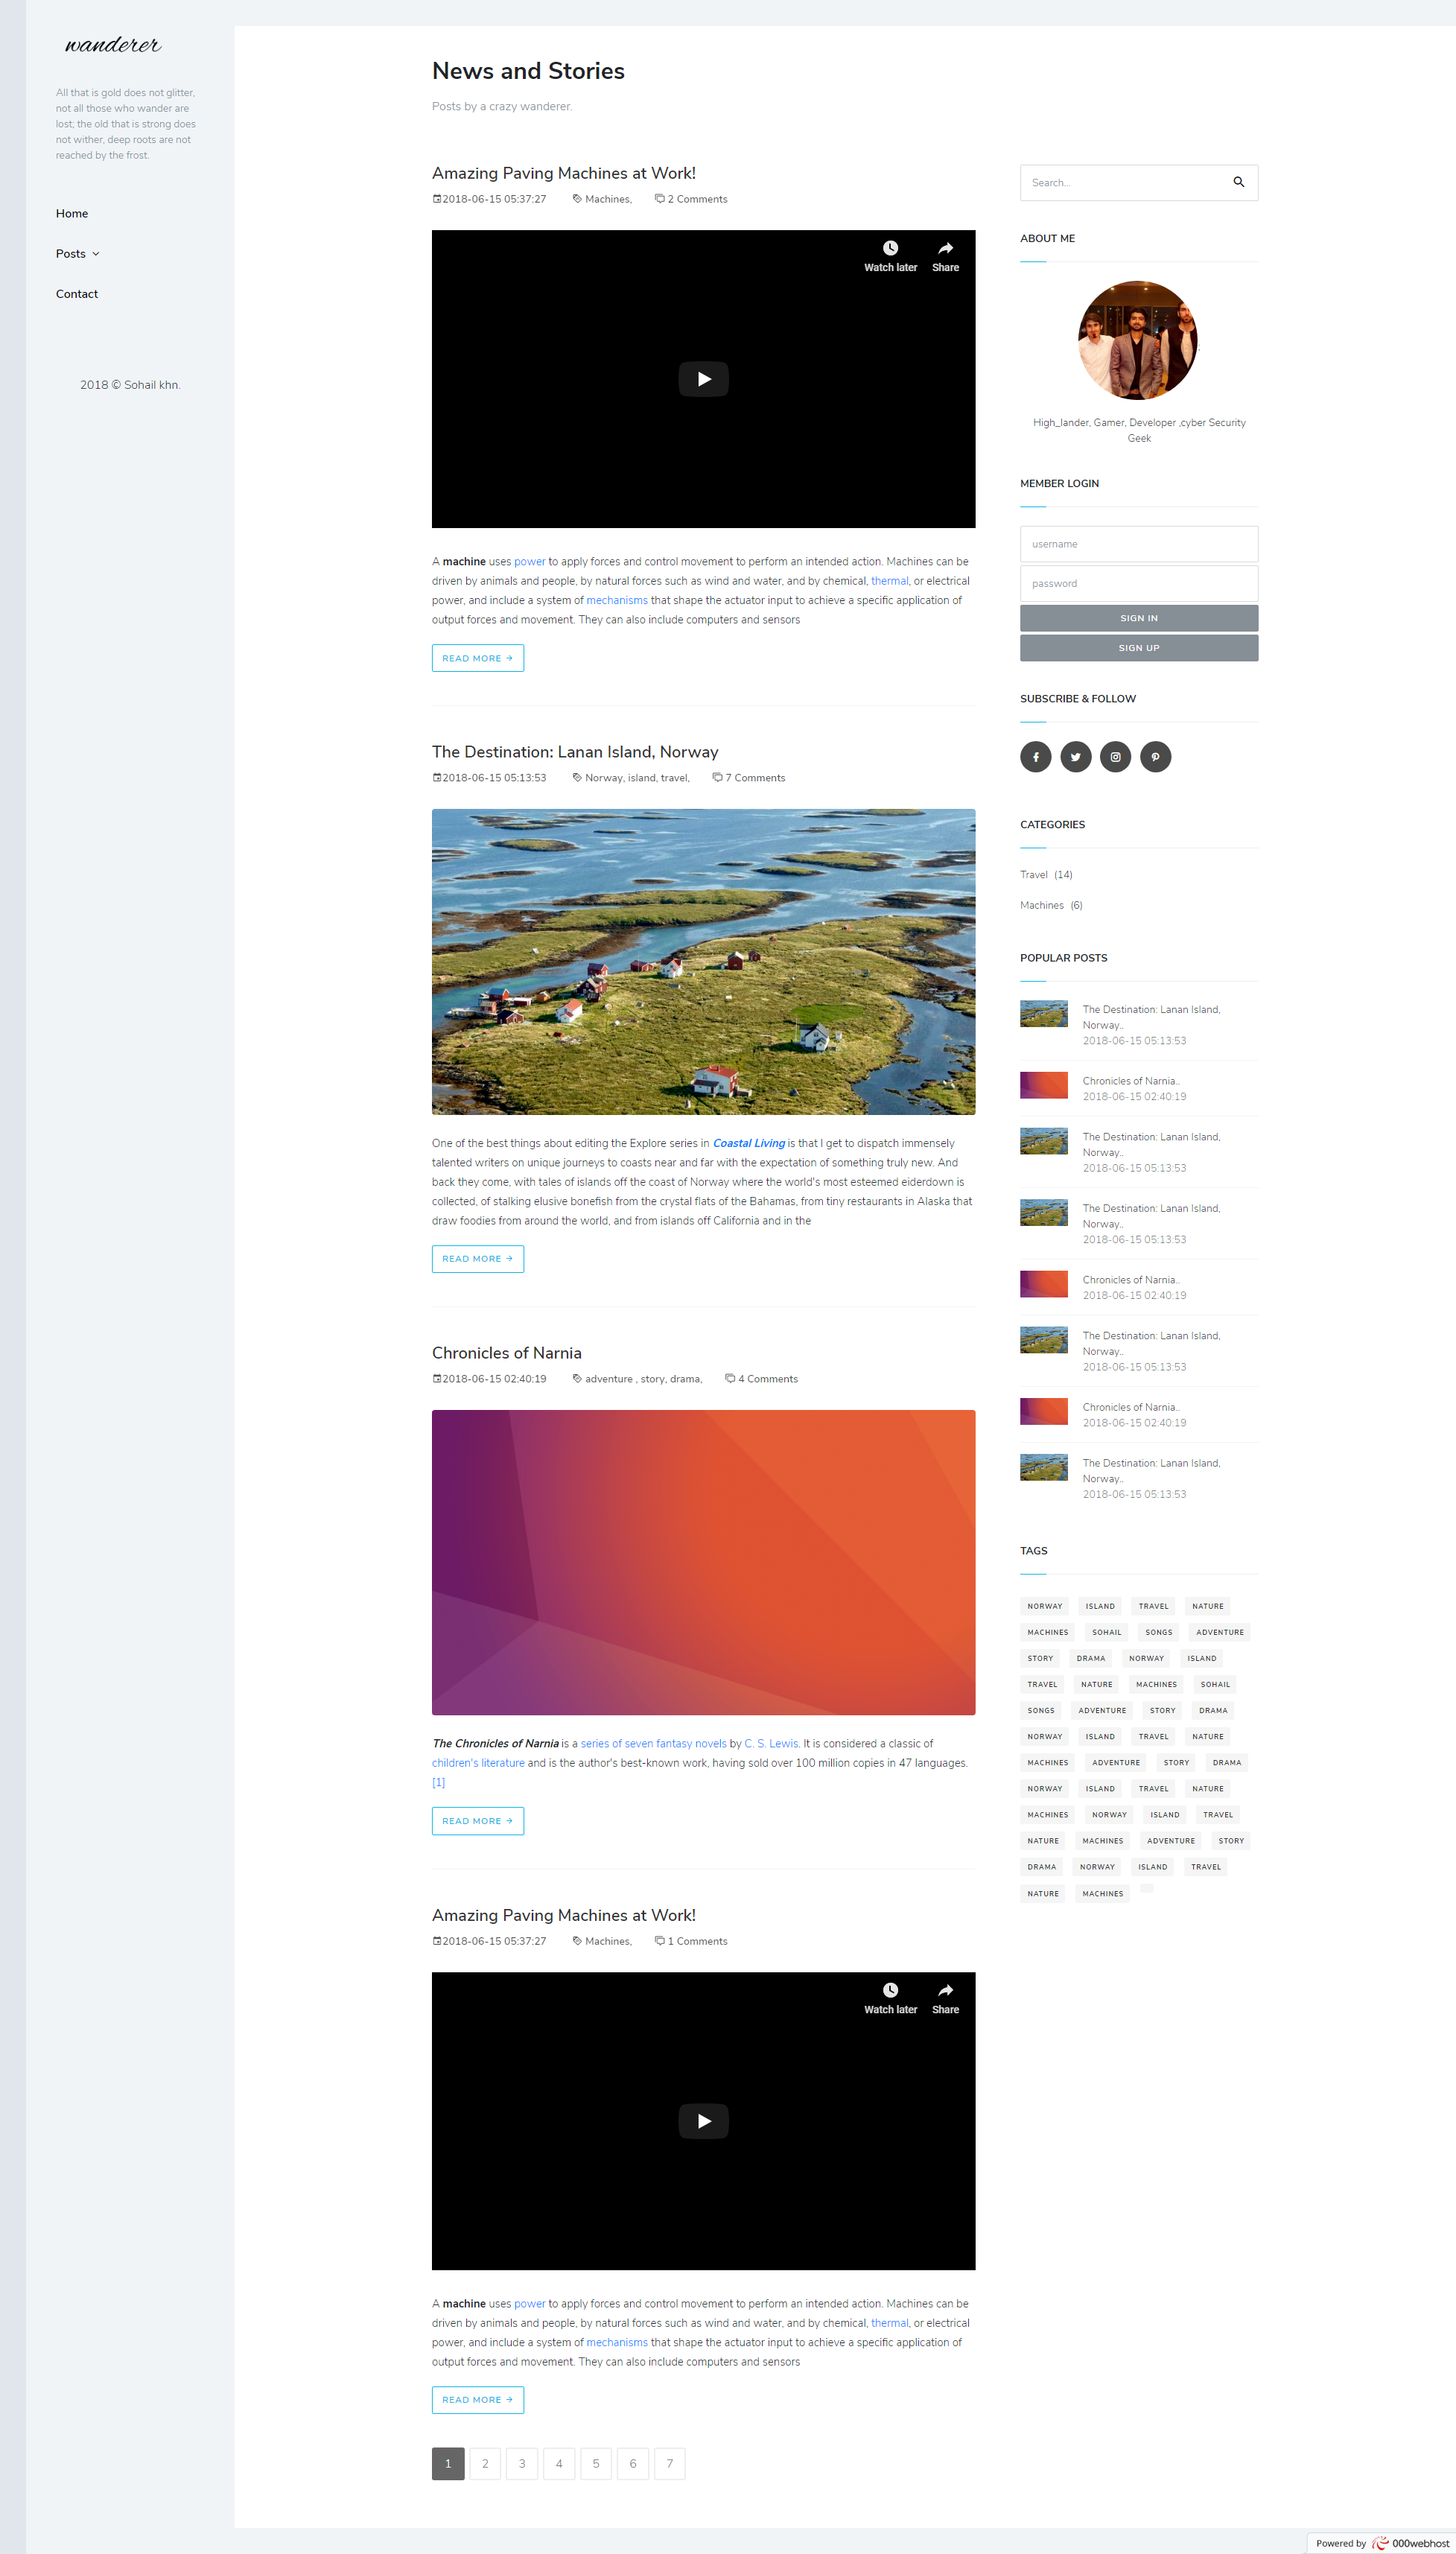 wanderer
All that is gold does not glitter,
not all those who wander are
lost; the old that is strong does
not wither, deep roots are not
reached by the frost.
Home
Posts
Contact
2018 © Sohail khn.
News and Stories
Posts by a crazy wanderer.
Amazing Paving Machines at Work!
2018-06-15 05:37:27 Machines, 2 Comments
Watch later Share
A machine uses power to apply forces and control movement to perform an intended action. Machines can be
driven by animals and people, by natural forces such as wind and water, and by chemical, thermal, or electrical
power, and include a system of mechanisms that shape the actuator input to achieve a specific application of
output forces and movement. They can also include computers and sensors
READ MORE →
The Destination: Lanan Island, Norway
2018-06-15 05:13:53 Norway, island, travel, 7 Comments
One of the best things about editing the Explore series in Coastal Living is that I get to dispatch immensely
talented writers on unique journeys to coasts near and far with the expectation of something truly new. And
back they come, with tales of islands off the coast of Norway where the world's most esteemed eiderdown is
collected, of stalking elusive bonefish from the crystal flats of the Bahamas, from tiny restaurants in Alaska that
draw foodies from around the world, and from islands off California and in the
READ MORE →
Chronicles of Narnia
2018-06-15 02:40:19 adventure , story, drama, 4 Comments
The Chronicles of Narnia is a series of seven fantasy novels by C. S. Lewis. It is considered a classic of
children's literature and is the author's best-known work, having sold over 100 million copies in 47 languages.
[1]
READ MORE →
Amazing Paving Machines at Work!
2018-06-15 05:37:27 Machines, 1 Comments
Watch later Share
A machine uses power to apply forces and control movement to perform an intended action. Machines can be
driven by animals and people, by natural forces such as wind and water, and by chemical, thermal, or electrical
power, and include a system of mechanisms that shape the actuator input to achieve a specific application of
output forces and movement. They can also include computers and sensors
READ MORE →
1 2 3 4 5 6 7
Search...
ABOUT ME
High_lander, Gamer, Developer ,cyber Security
Geek
MEMBER LOGIN
username
password
SIGN IN
SIGN UP
SUBSCRIBE & FOLLOW
CATEGORIES
Travel (14)
Machines (6)
POPULAR POSTS
The Destination: Lanan Island,
Norway..
2018-06-15 05:13:53
Chronicles of Narnia..
2018-06-15 02:40:19
The Destination: Lanan Island,
Norway..
2018-06-15 05:13:53
The Destination: Lanan Island,
Norway..
2018-06-15 05:13:53
Chronicles of Narnia..
2018-06-15 02:40:19
The Destination: Lanan Island,
Norway..
2018-06-15 05:13:53
Chronicles of Narnia..
2018-06-15 02:40:19
The Destination: Lanan Island,
Norway..
2018-06-15 05:13:53
TAGS
NORWAY ISLAND TRAVEL NATURE
MACHINES SOHAIL SONGS ADVENTURE
STORY DRAMA NORWAY ISLAND
TRAVEL NATURE MACHINES SOHAIL
SONGS ADVENTURE STORY DRAMA
NORWAY ISLAND TRAVEL NATURE
MACHINES ADVENTURE STORY DRAMA
NORWAY ISLAND TRAVEL NATURE
MACHINES NORWAY ISLAND TRAVEL
NATURE MACHINES ADVENTURE STORY
DRAMA NORWAY ISLAND TRAVEL
NATURE MACHINES
Powered by 000webhost